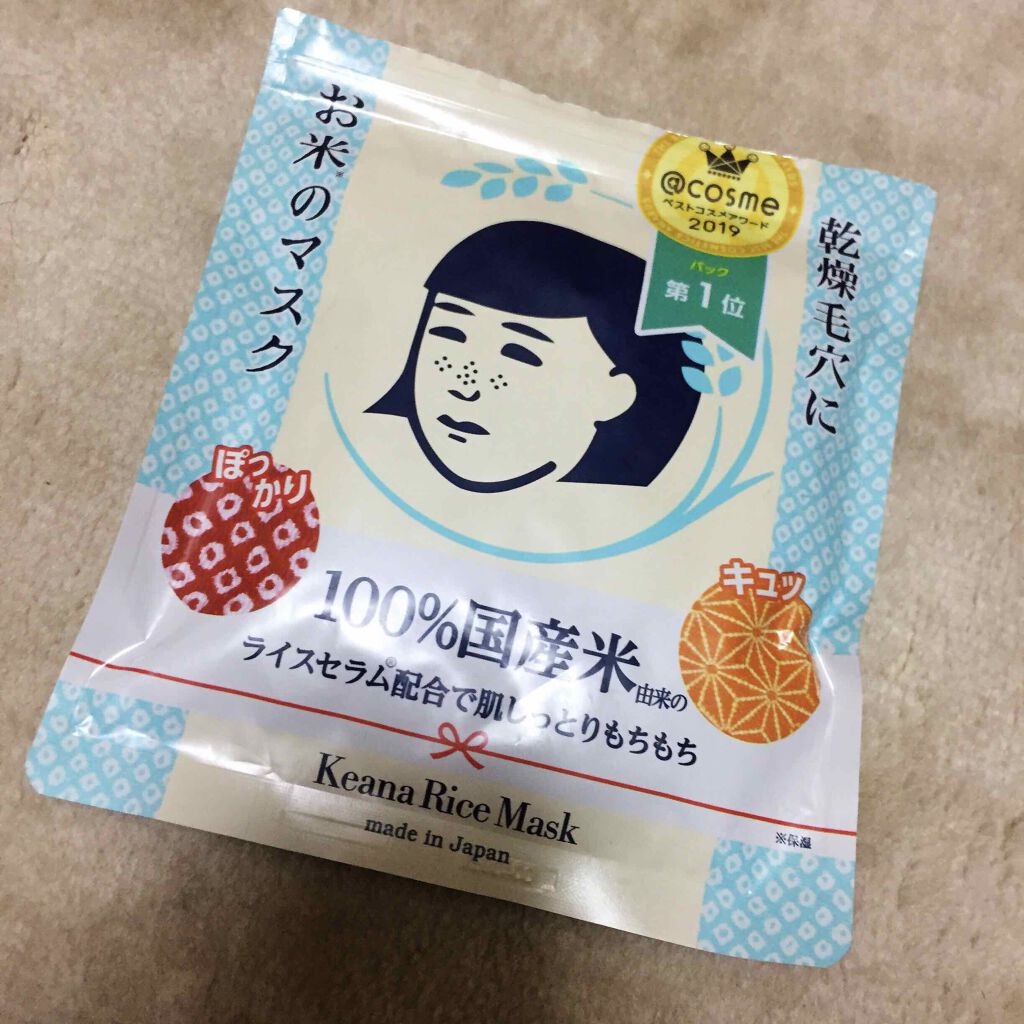 お米※のマスク
乾燥毛穴に
@cosme
ベストコスメアワード
2019
パック
第1位
ぽっかり
キュッ
100%国産米由来の
ライスセラム®配合で肌しっとりもちもち
Keana Rice Mask
made in Japan
※保湿